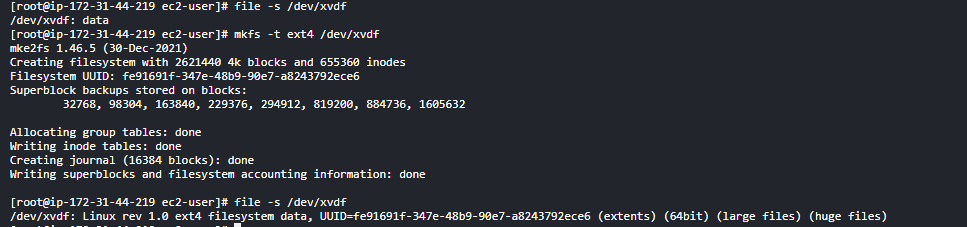 [root@ip-172-31-44-219 ec2-user]# file -s /dev/xvdf
/dev/xvdf: data
[root@ip-172-31-44-219 ec2-user]# mkfs -t ext4 /dev/xvdf
mke2fs 1.46.5 (30-Dec-2021)
Creating filesystem with 2621440 4k blocks and 655360 inodes
Filesystem UUID: fe91691f-347e-48b9-90e7-a8243792ece6
Superblock backups stored on blocks:
        32768, 98304, 163840, 229376, 294912, 819200, 884736, 1605632

Allocating group tables: done
Writing inode tables: done
Creating journal (16384 blocks): done
Writing superblocks and filesystem accounting information: done

[root@ip-172-31-44-219 ec2-user]# file -s /dev/xvdf
/dev/xvdf: Linux rev 1.0 ext4 filesystem data, UUID=fe91691f-347e-48b9-90e7-a8243792ece6 (extents) (64bit) (large files) (huge files)